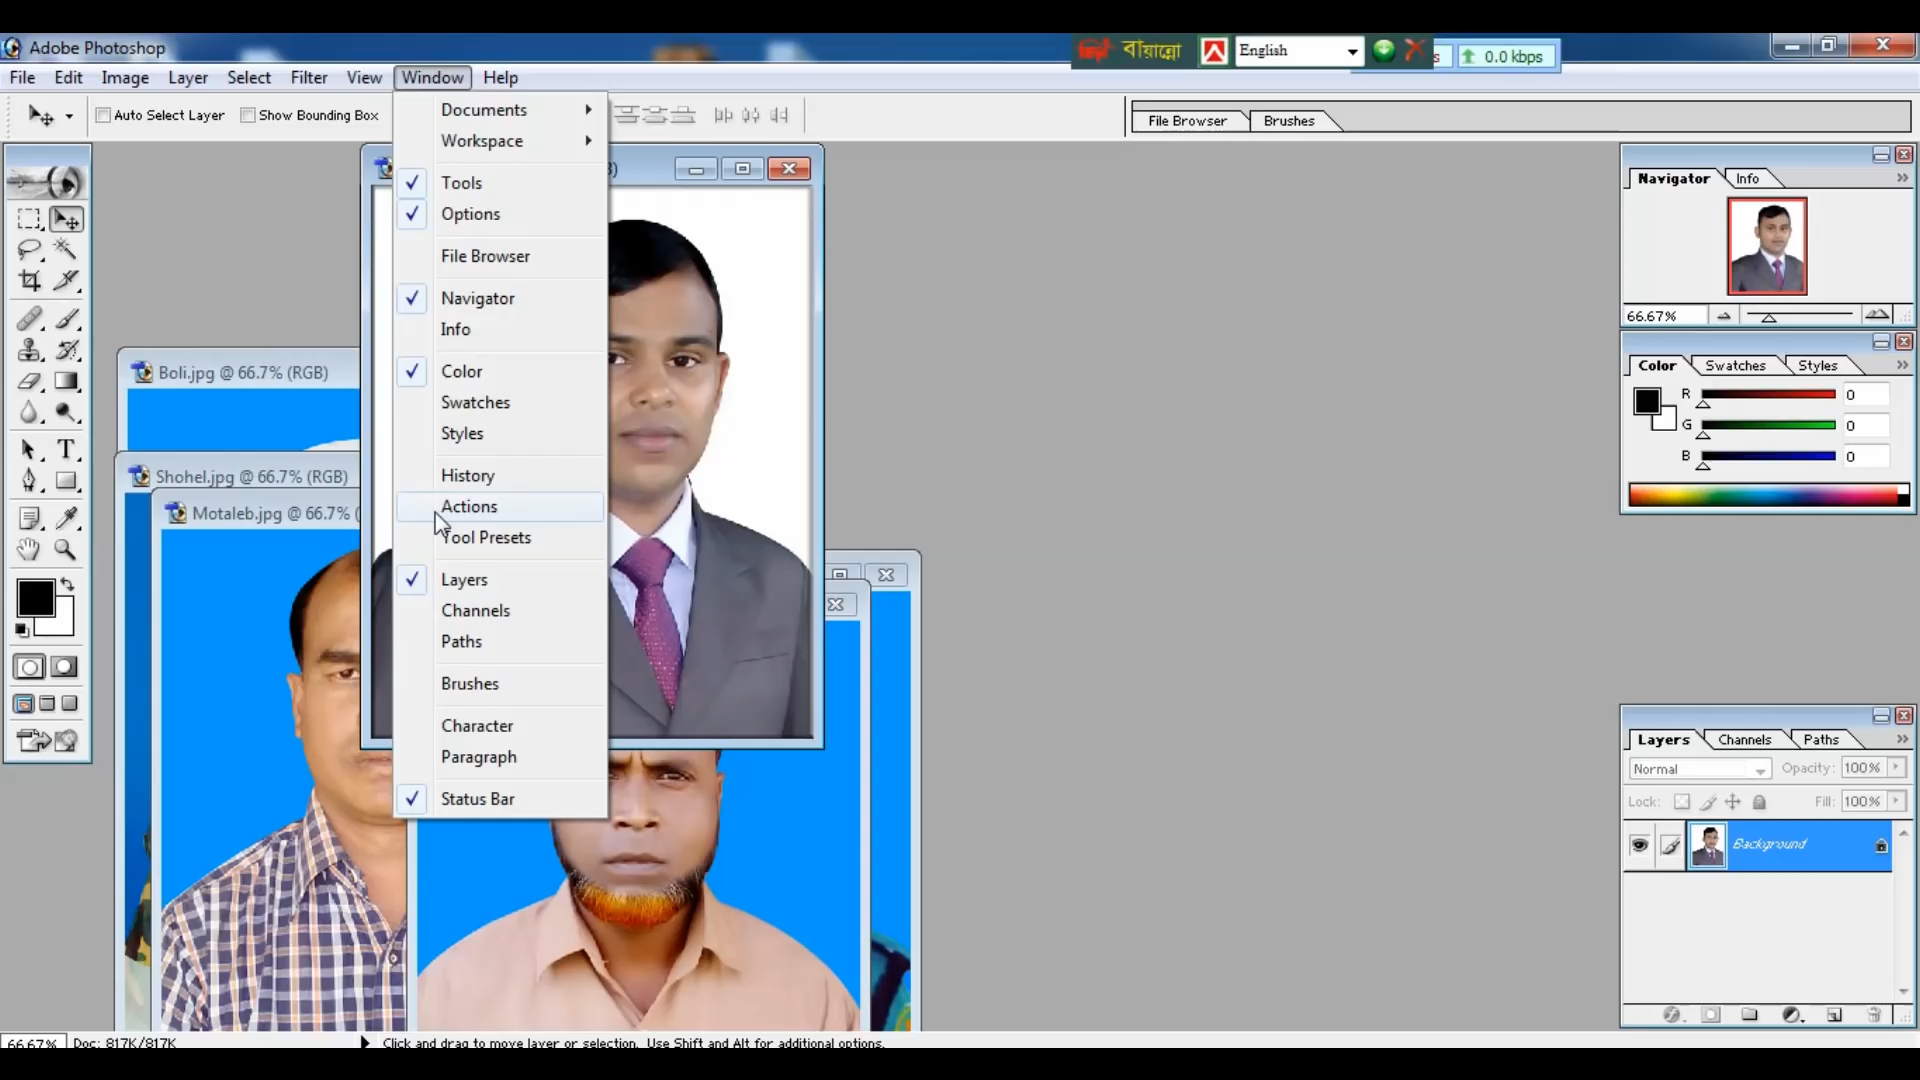 Adobe Photoshop
বায়ান্নো English s 0.0 kbps
File Edit Image Layer Select Filter View Window Help
Auto Select Layer Show Bounding Box
File Browser Brushes
Documents
Workspace
Tools
Options
File Browser
Navigator
Info
Color
Swatches
Styles
History
Actions
Tool Presets
Layers
Channels
Paths
Brushes
Character
Paragraph
Status Bar
Boli.jpg @ 66.7% (RGB)
Shohel.jpg @ 66.7% (RGB)
Motaleb.jpg @ 66.7% (
T
Navigator Info
66.67%
Color Swatches Styles
R 0
G 0
B 0
Layers Channels Paths
Normal Opacity: 100%
Lock: Fill: 100%
Background
66.67% Doc: 817K/817K Click and drag to move layer or selection. Use Shift and Alt for additional options.